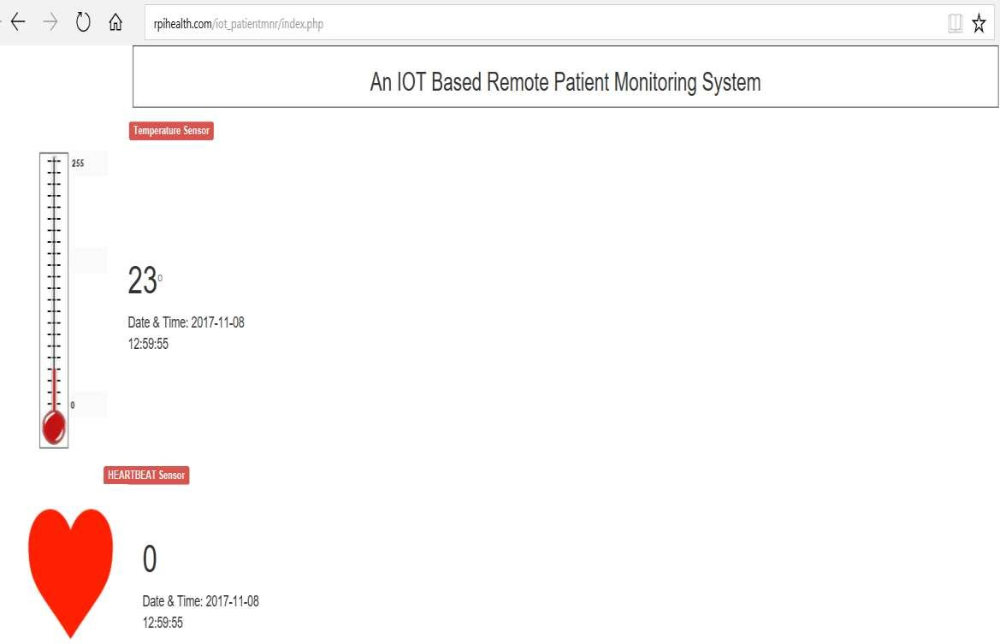 rpihealth.com/iot_patientmnr/index.php
An IOT Based Remote Patient Monitoring System
Temperature Sensor
255
23°
Date & Time: 2017-11-08
12:59:55
0
HEARTBEAT Sensor
0
Date & Time: 2017-11-08
12:59:55